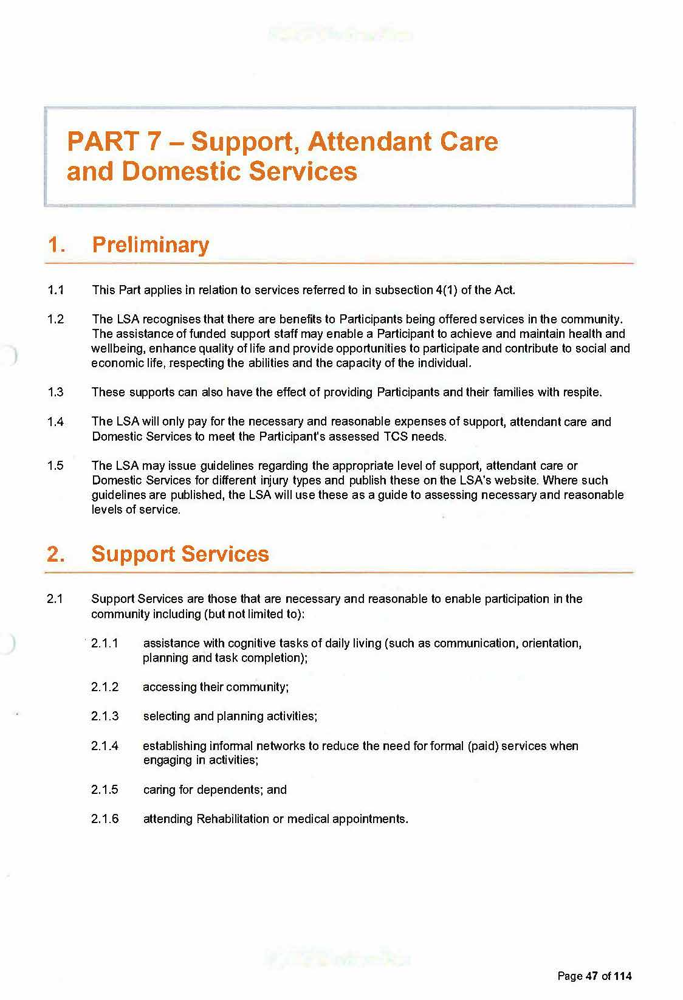 PART 7 – Support, Attendant Care
and Domestic Services
1. Preliminary
1.1 This Part applies in relation to services referred to in subsection 4(1) of the Act.
1.2 The LSA recognises that there are benefits to Participants being offered services in the community.
The assistance of funded support staff may enable a Participant to achieve and maintain health and
wellbeing, enhance quality of life and provide opportunities to participate and contribute to social and
economic life, respecting the abilities and the capacity of the individual.
1.3 These supports can also have the effect of providing Participants and their families with respite.
1.4 The LSA will only pay for the necessary and reasonable expenses of support, attendant care and
Domestic Services to meet the Participant's assessed TCS needs.
1.5 The LSA may issue guidelines regarding the appropriate level of support, attendant care or
Domestic Services for different injury types and publish these on the LSA's website. Where such
guidelines are published, the LSA will use these as a guide to assessing necessary and reasonable
levels of service.
2. Support Services
2.1 Support Services are those that are necessary and reasonable to enable participation in the
community including (but not limited to):
2.1.1 assistance with cognitive tasks of daily living (such as communication, orientation,
planning and task completion);
2.1.2 accessing their community;
2.1.3 selecting and planning activities;
2.1.4 establishing informal networks to reduce the need for formal (paid) services when
engaging in activities;
2.1.5 caring for dependents; and
2.1.6 attending Rehabilitation or medical appointments.
Page 47 of 114